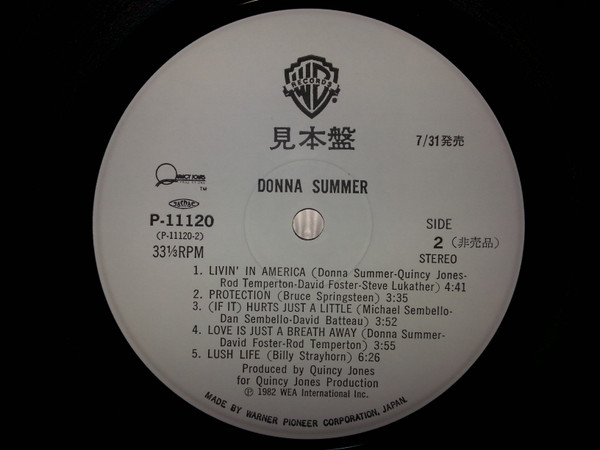 WB
RECORDS
見本盤
7/31発売
QUINCY JONES
TM
DONNA SUMMER
P-11120
(P-11120-2)
33⅓RPM
SIDE
2 (非売品)
STEREO
1. LIVIN' IN AMERICA (Donna Summer-Quincy Jones-
Rod Temperton-David Foster-Steve Lukather) 4:41
2. PROTECTION (Bruce Springsteen) 3:35
3. (IF IT) HURTS JUST A LITTLE (Michael Sembello-
Dan Sembello-David Batteau) 3:52
4. LOVE IS JUST A BREATH AWAY (Donna Summer-
David Foster-Rod Temperton) 3:55
5. LUSH LIFE (Billy Strayhorn) 6:26
Produced by Quincy Jones
for Quincy Jones Production
Ⓟ 1982 WEA International Inc.
MADE BY WARNER PIONEER CORPORATION, JAPAN.